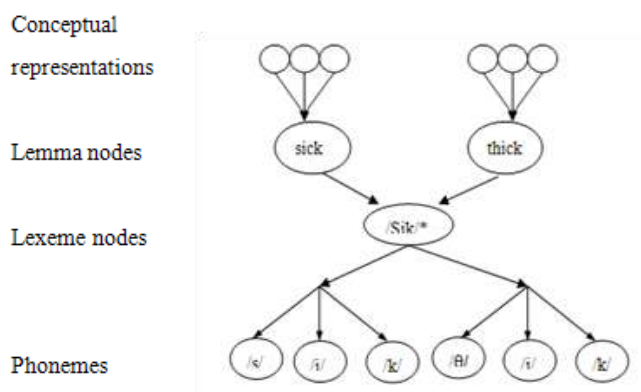 Conceptual
representations
Lemma nodes
sick
thick
Lexeme nodes
/Sik/*
Phonemes
/s/
/i/
/k/
/θ/
/i/
/k/